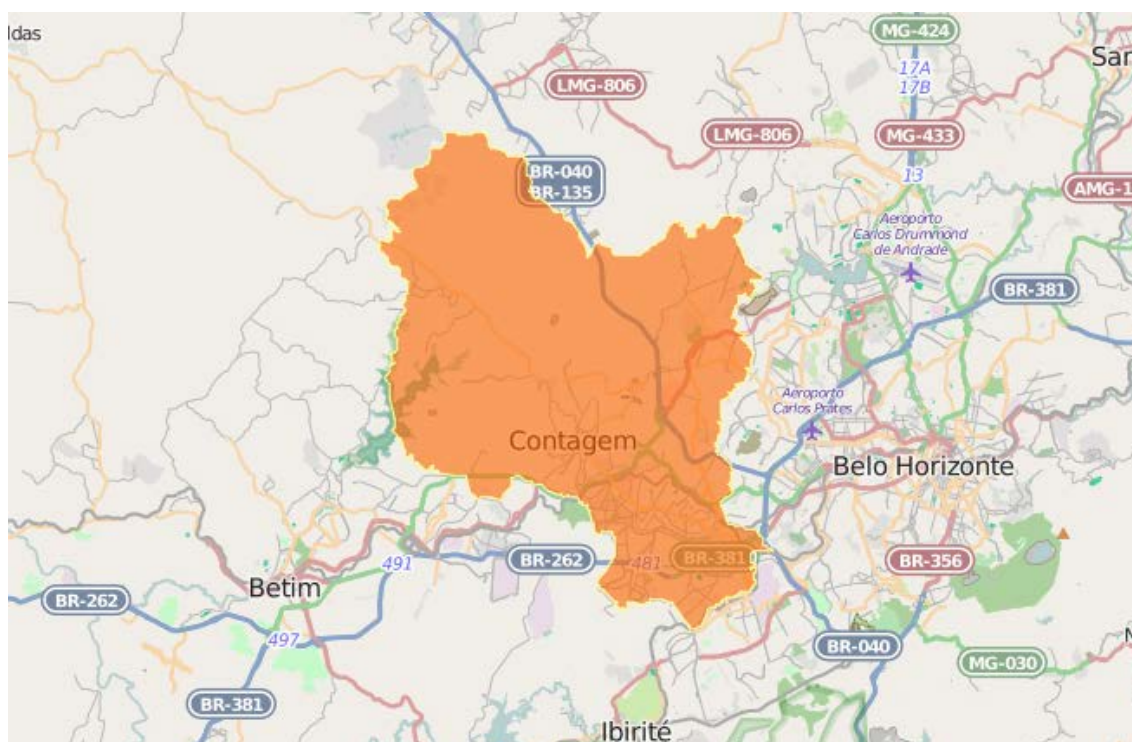 ldas
MG-424
17A
17B
Sar
LMG-806
LMG-806
MG-433
13
BR-040
BR-135
AMG-1
Aeroporto
Carlos Drummond
de Andrade
BR-381
Aeroporto
Carlos Prates
Contagem
Belo Horizonte
491
BR-262
481
BR-381
BR-356
Betim
BR-262
497
BR-040
MG-030
BR-381
Ibirité